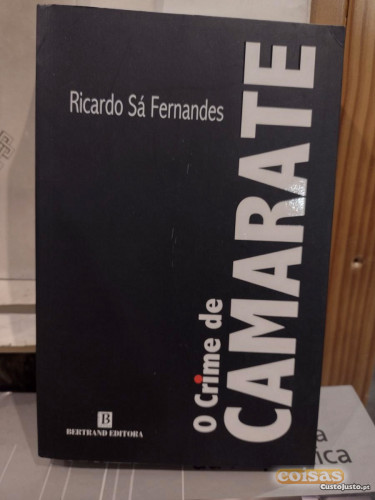 Ricardo Sá Fernandes
O Crime de
CAMARATE
B
BERTRAND EDITORA
coisas
CustoJusto.pt